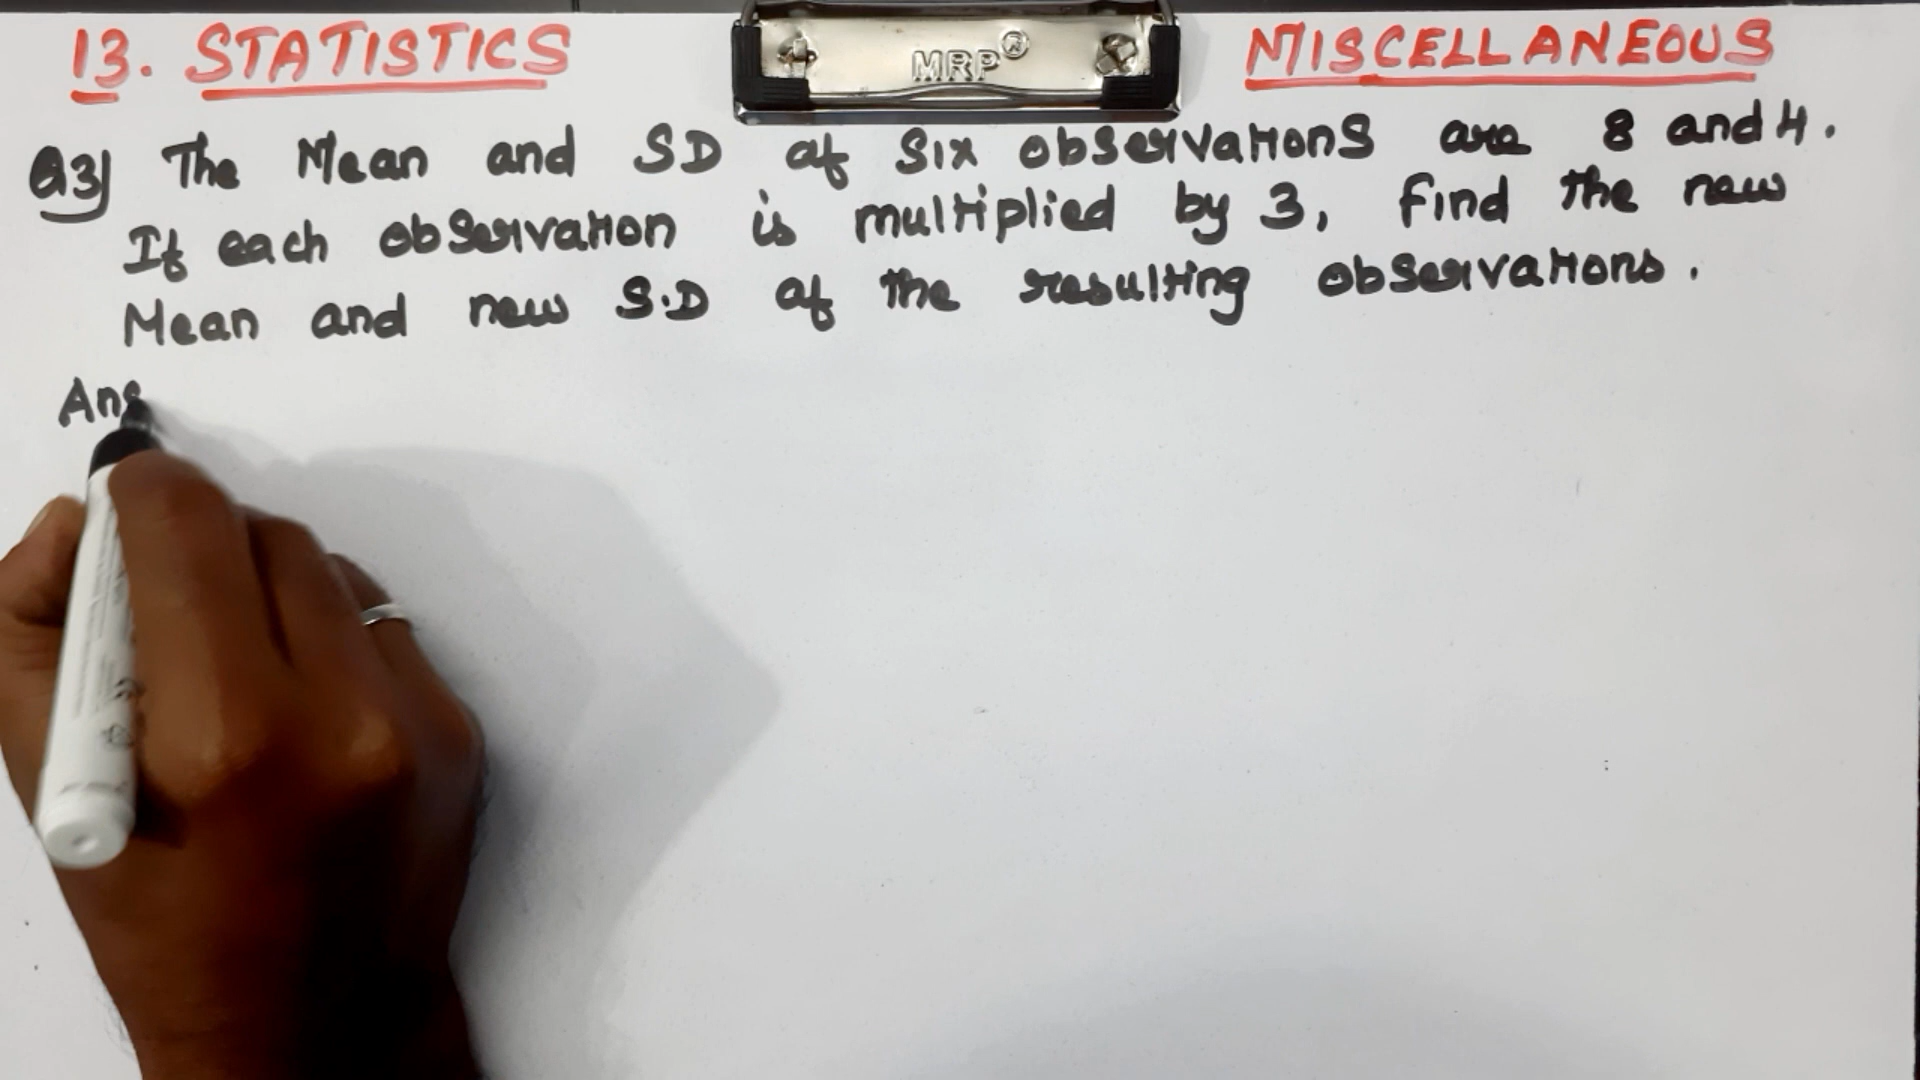 13. STATISTICS
MRP®
MISCELLANEOUS
Q3) The Mean and SD of Six observations are 8 and 4.
If each observation is multiplied by 3, find the new
Mean and new S.D of the resulting observations.
Ans